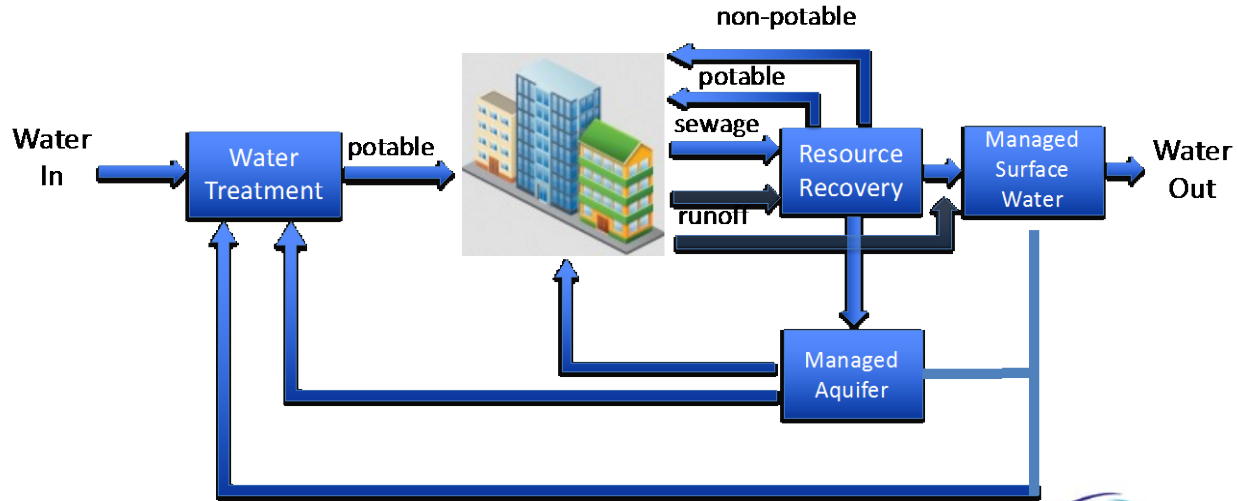 non-potable
potable
sewage
runoff
Water
In
Water
Treatment
potable
Resource
Recovery
Managed
Surface
Water
Water
Out
Managed
Aquifer